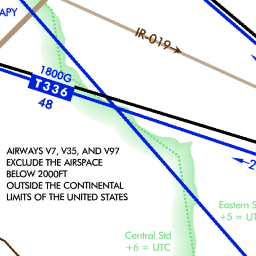 APY
IR-019
1800G
T336
48
AIRWAYS V7, V35, AND V97
EXCLUDE THE AIRSPACE
BELOW 2000FT
OUTSIDE THE CONTINENTAL
LIMITS OF THE UNITED STATES
2
Eastern S
+5 = UTC
Central Std
+6 = UTC